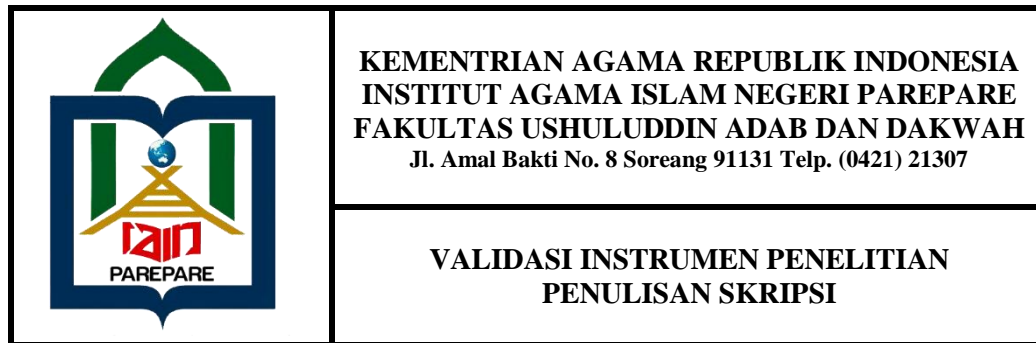 KEMENTRIAN AGAMA REPUBLIK INDONESIA
INSTITUT AGAMA ISLAM NEGERI PAREPARE
FAKULTAS USHULUDDIN ADAB DAN DAKWAH
Jl. Amal Bakti No. 8 Soreang 91131 Telp. (0421) 21307
iain
PAREPARE
VALIDASI INSTRUMEN PENELITIAN
PENULISAN SKRIPSI